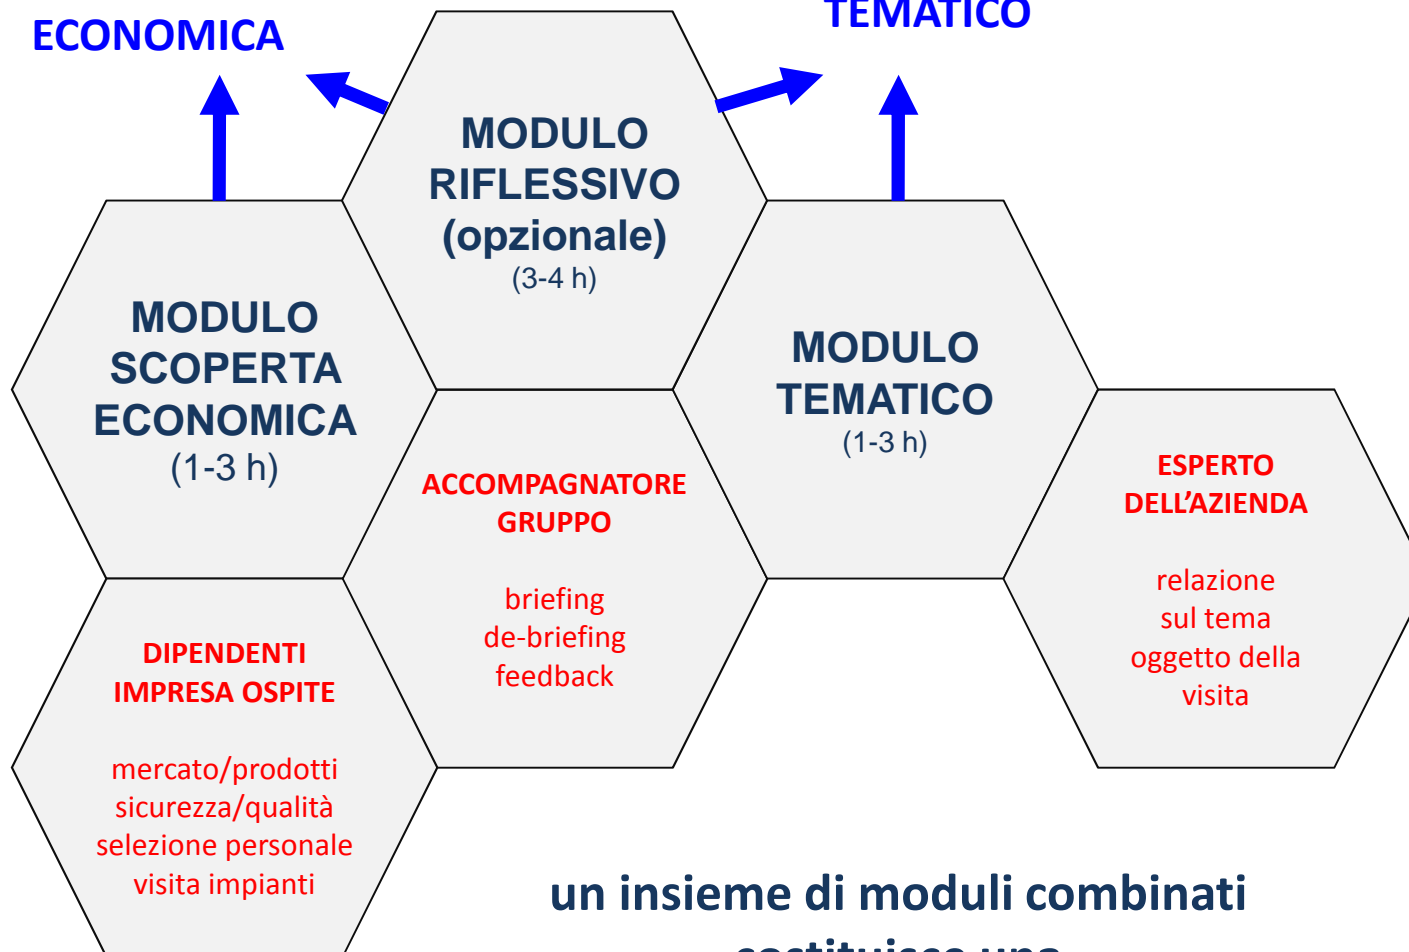 ECONOMICA
TEMATICO
MODULO
RIFLESSIVO
(opzionale)
(3-4 h)
MODULO
SCOPERTA
ECONOMICA
(1-3 h)
MODULO
TEMATICO
(1-3 h)
ACCOMPAGNATORE
GRUPPO
briefing
de-briefing
feedback
ESPERTO
DELL’AZIENDA
relazione
sul tema
oggetto della
visita
DIPENDENTI
IMPRESA OSPITE
mercato/prodotti
sicurezza/qualità
selezione personale
visita impianti
un insieme di moduli combinati
costituisce una